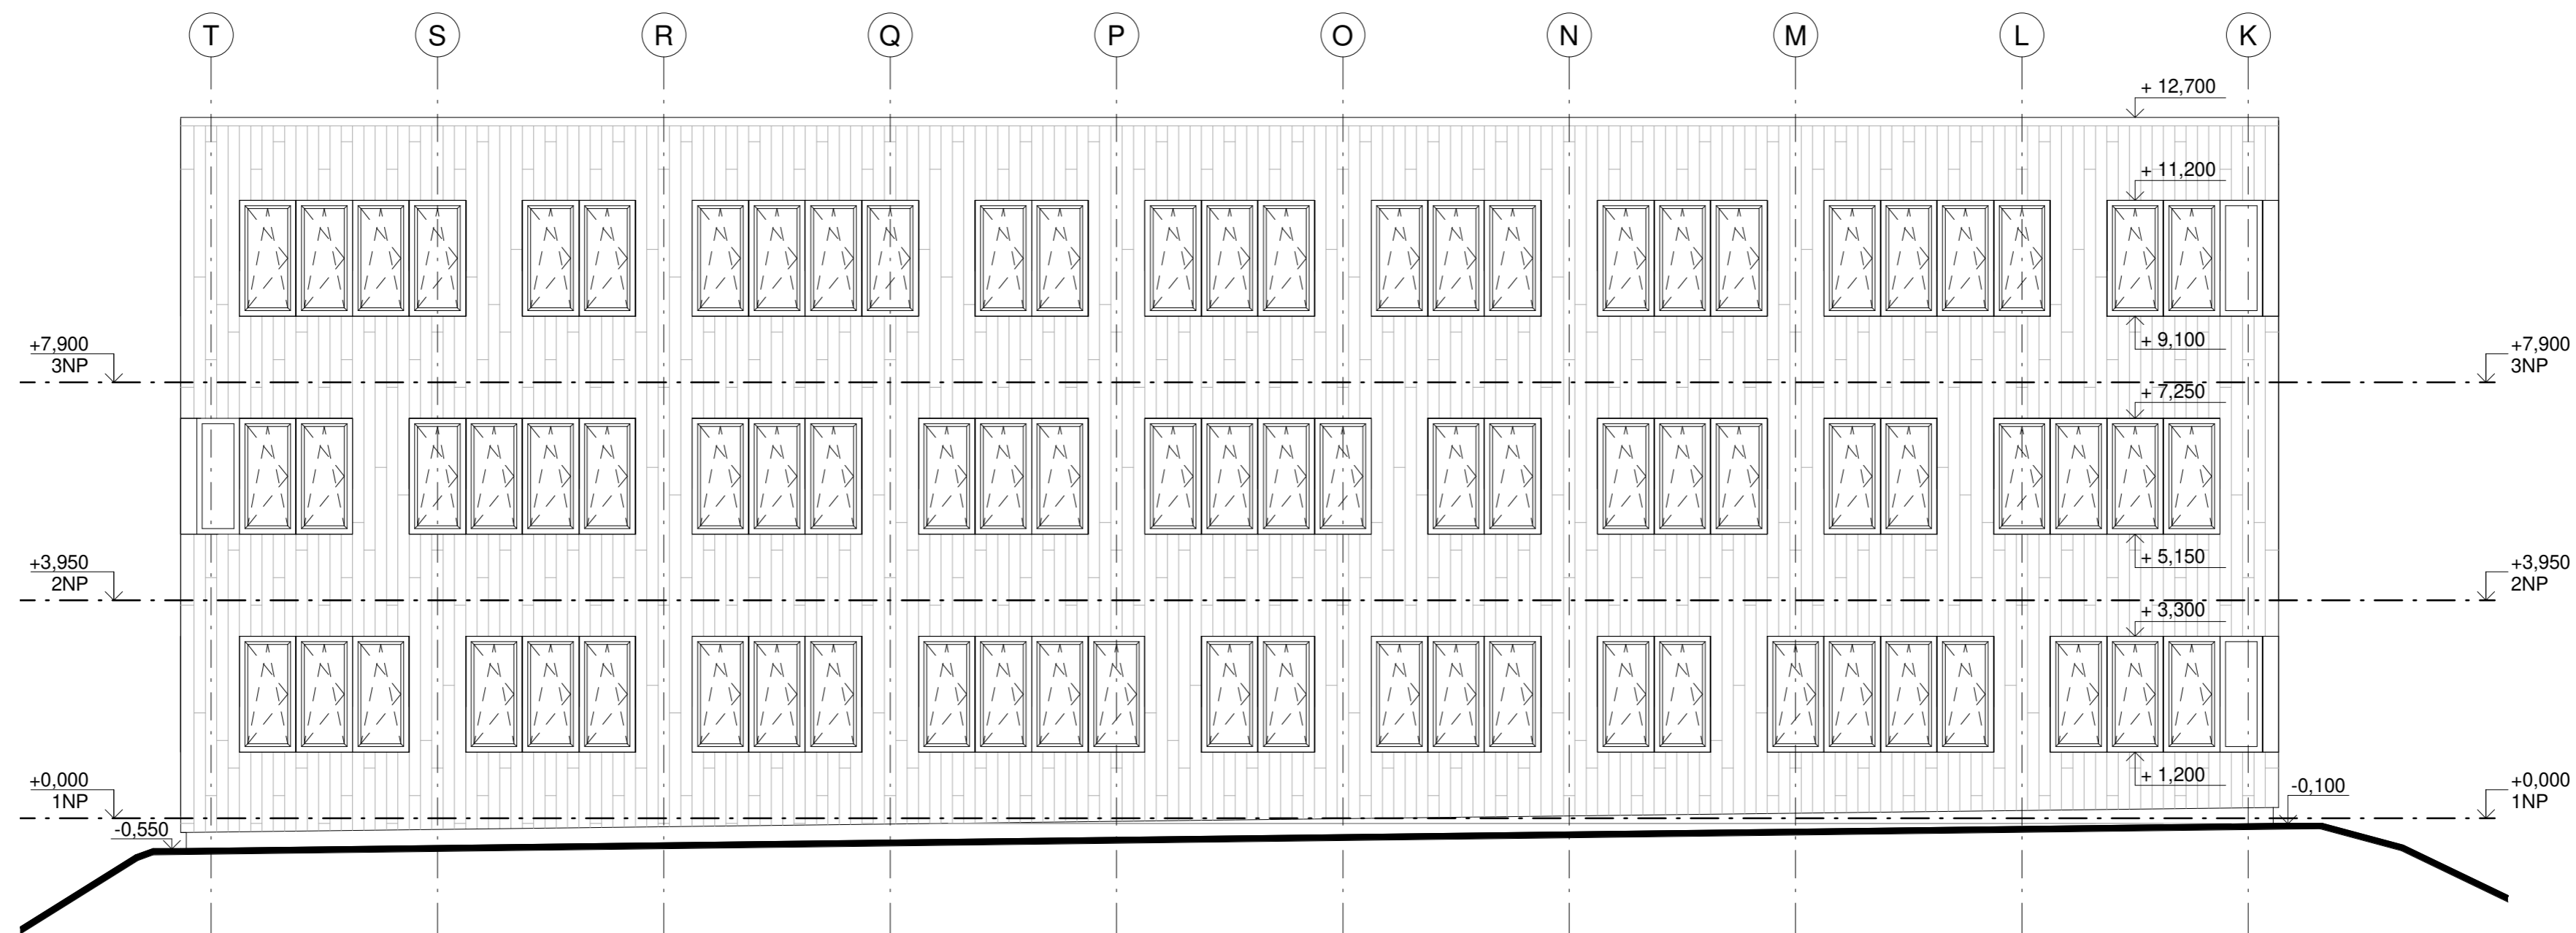 T S R Q P O N M L K
+ 12,700
+ 11,200
+7,900
3NP
+ 9,100
+7,900
3NP
+ 7,250
+3,950
2NP
+ 5,150
+3,950
2NP
+ 3,300
+0,000
1NP
+ 1,200
-0,100
+0,000
1NP
-0,550